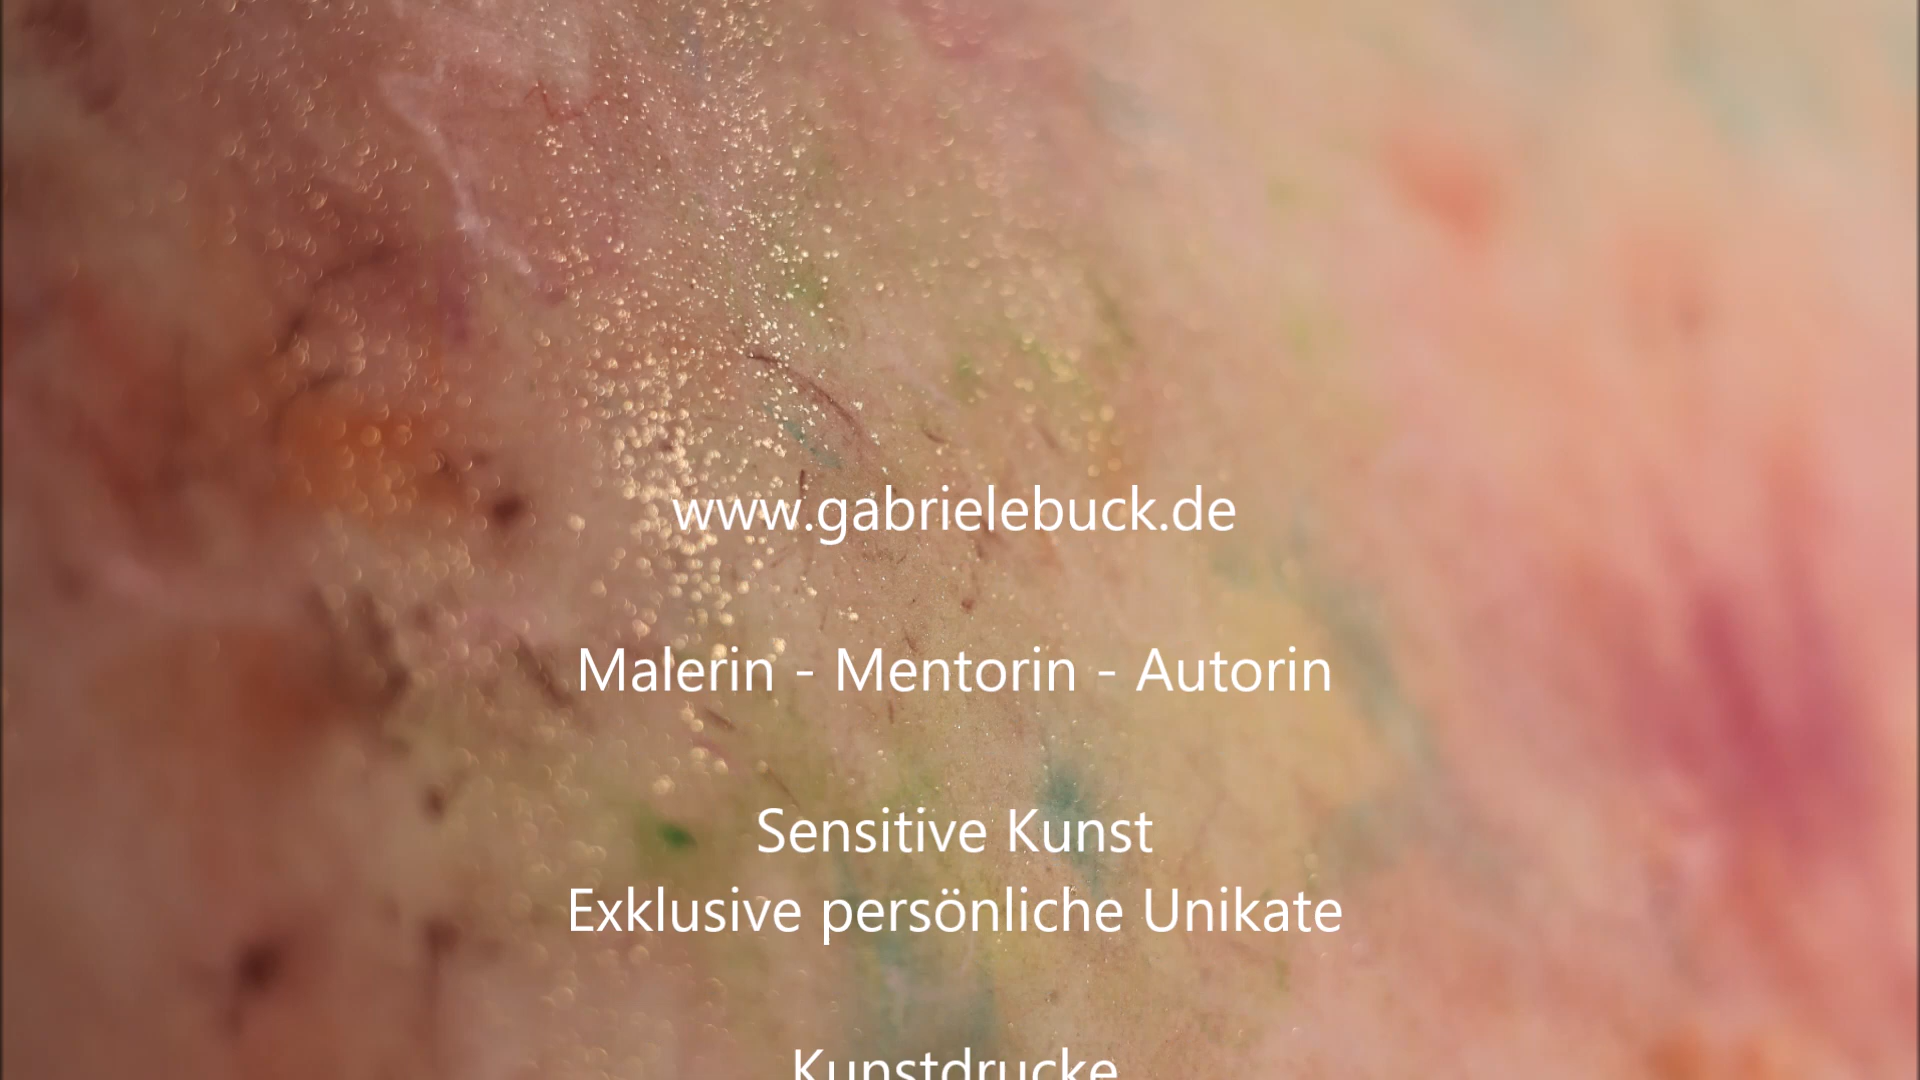 www.gabrielebuck.de
Malerin - Mentorin - Autorin
Sensitive Kunst
Exklusive persönliche Unikate
Kunstdrucke